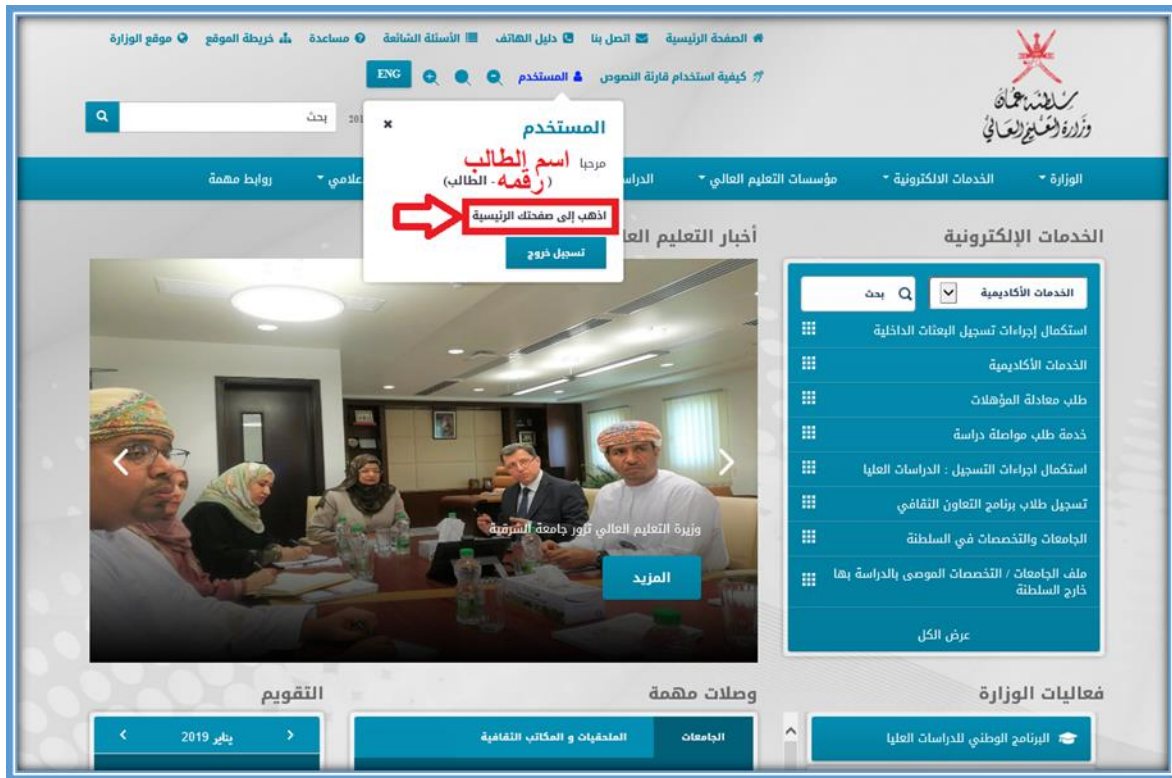 الصفحة الرئيسية اتصل بنا دليل الهاتف الأسئلة الشائعة مساعدة خريطة الموقع موقع الوزارة
كيفية استخدام قارئة النصوص المستخدم ENG
سلطنة عمان
وزارة التعليم العالي
بحث
201
المستخدم
مرحبا اسم الطالب
(رقمه - الطالب)
اذهب إلى صفحتك الرئيسية
تسجيل خروج
الوزارة الخدمات الالكترونية مؤسسات التعليم العالي الدراس علامي روابط مهمة
الخدمات الإلكترونية
الخدمات الأكاديمية بحث
استكمال إجراءات تسجيل البعثات الداخلية
الخدمات الأكاديمية
طلب معادلة المؤهلات
خدمة طلب مواصلة دراسة
استكمال اجراءات التسجيل : الدراسات العليا
تسجيل طلاب برنامج التعاون الثقافي
الجامعات والتخصصات في السلطنة
ملف الجامعات / التخصصات الموصى بالدراسة بها
خارج السلطنة
عرض الكل
أخبار التعليم العا
وزيرة التعليم العالي تزور جامعة الشرقية
المزيد
فعاليات الوزارة
البرنامج الوطني للدراسات العليا
وصلات مهمة
الجامعات الملحقيات و المكاتب الثقافية
التقويم
يناير 2019